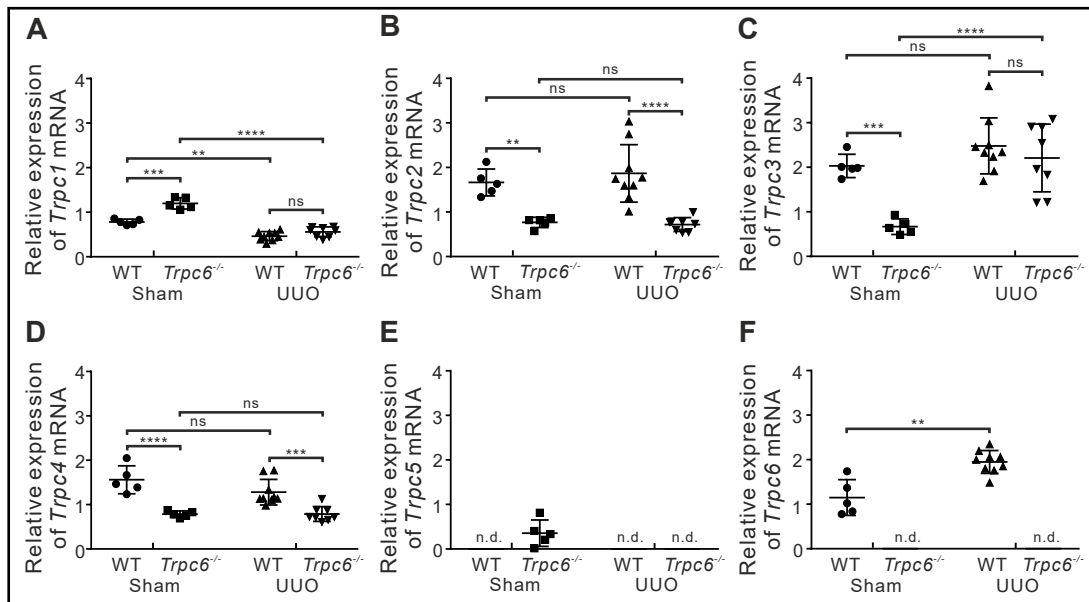 A
Relative expression
of Trpc1 mRNA
4
3
2
1
0
****
**
***
ns
WT Trpc6-/- WT Trpc6-/-
Sham UUO
B
Relative expression
of Trpc2 mRNA
4
3
2
1
0
ns
ns
****
**
WT Trpc6-/- WT Trpc6-/-
Sham UUO
C
Relative expression
of Trpc3 mRNA
4
3
2
1
0
****
ns
ns
***
WT Trpc6-/- WT Trpc6-/-
Sham UUO
D
Relative expression
of Trpc4 mRNA
4
3
2
1
0
ns
ns
****
***
WT Trpc6-/- WT Trpc6-/-
Sham UUO
E
Relative expression
of Trpc5 mRNA
4
3
2
1
0
n.d. n.d. n.d.
WT Trpc6-/- WT Trpc6-/-
Sham UUO
F
Relative expression
of Trpc6 mRNA
4
3
2
1
0
**
n.d. n.d.
WT Trpc6-/- WT Trpc6-/-
Sham UUO